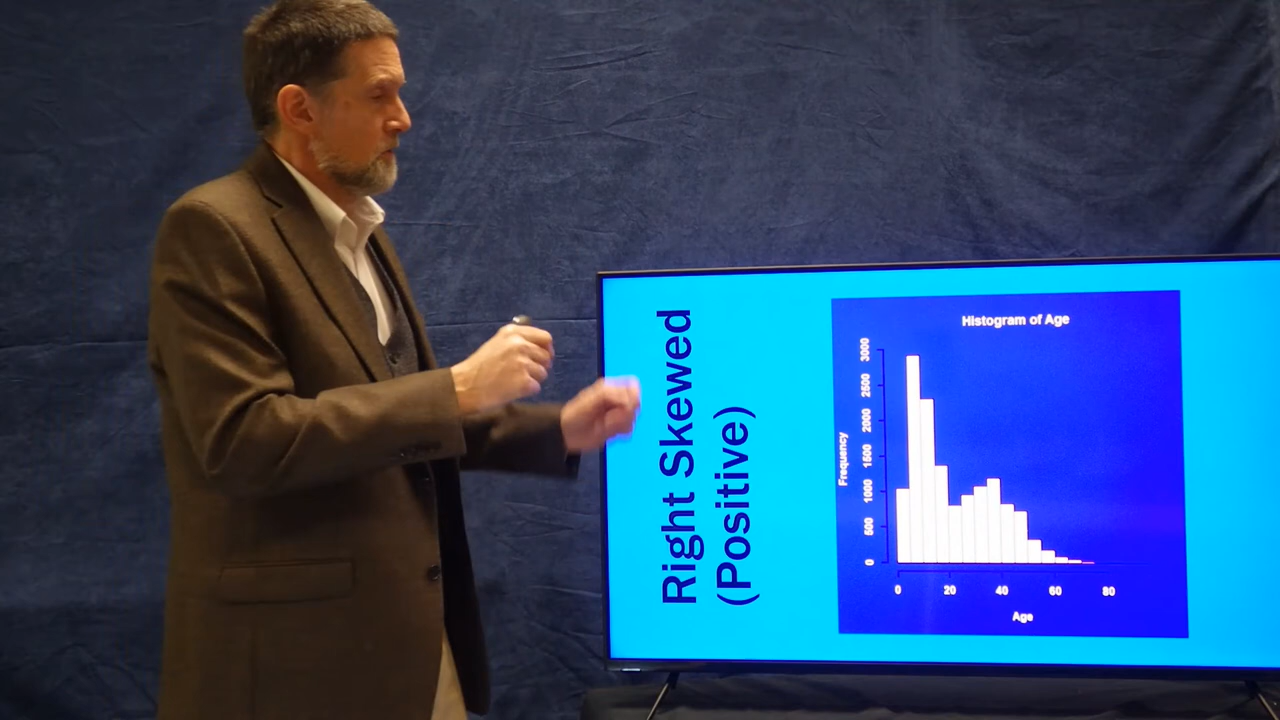 Right Skewed
(Positive)
Histogram of Age
Frequency
3000
2500
2000
1500
1000
500
0
0 20 40 60 80
Age